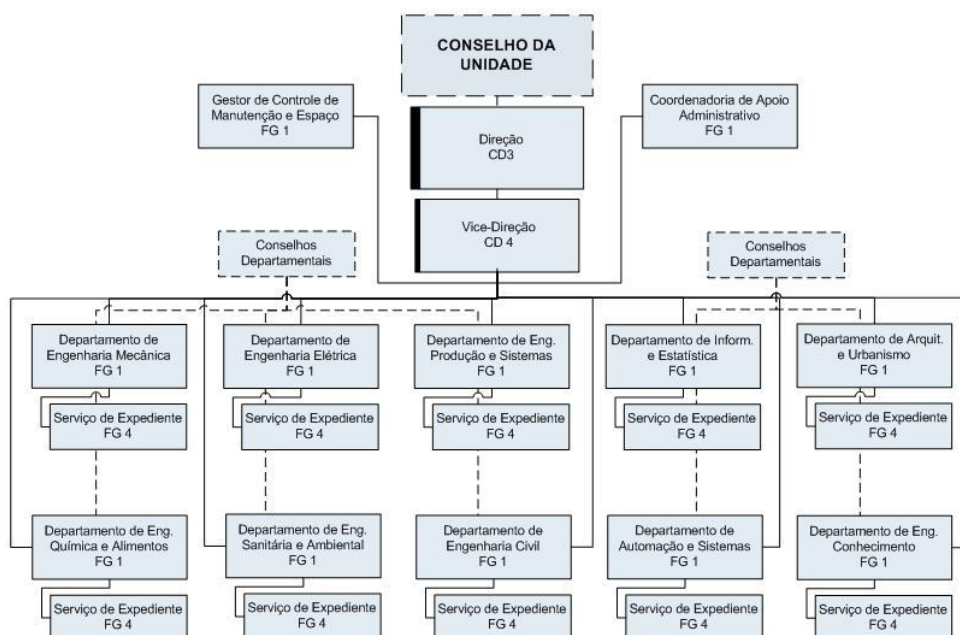 CONSELHO DA
UNIDADE
Gestor de Controle de
Manutenção e Espaço
FG 1
Direção
CD3
Coordenadoria de Apoio
Administrativo
FG 1
Vice-Direção
CD 4
Conselhos
Departamentais
Conselhos
Departamentais
Departamento de
Engenharia Mecânica
FG 1
Departamento de
Engenharia Elétrica
FG 1
Departamento de Eng.
Produção e Sistemas
FG 1
Departamento de Inform.
e Estatística
FG 1
Departamento de Arquit.
e Urbanismo
FG 1
Serviço de Expediente
FG 4
Serviço de Expediente
FG 4
Serviço de Expediente
FG 4
Serviço de Expediente
FG 4
Serviço de Expediente
FG 4
Departamento de Eng.
Química e Alimentos
FG 1
Departamento de Eng.
Sanitária e Ambiental
FG 1
Departamento de
Engenharia Civil
FG 1
Departamento de
Automação e Sistemas
FG 1
Departamento de Eng.
Conhecimento
FG 1
Serviço de Expediente
FG 4
Serviço de Expediente
FG 4
Serviço de Expediente
FG 4
Serviço de Expediente
FG 4
Serviço de Expediente
FG 4